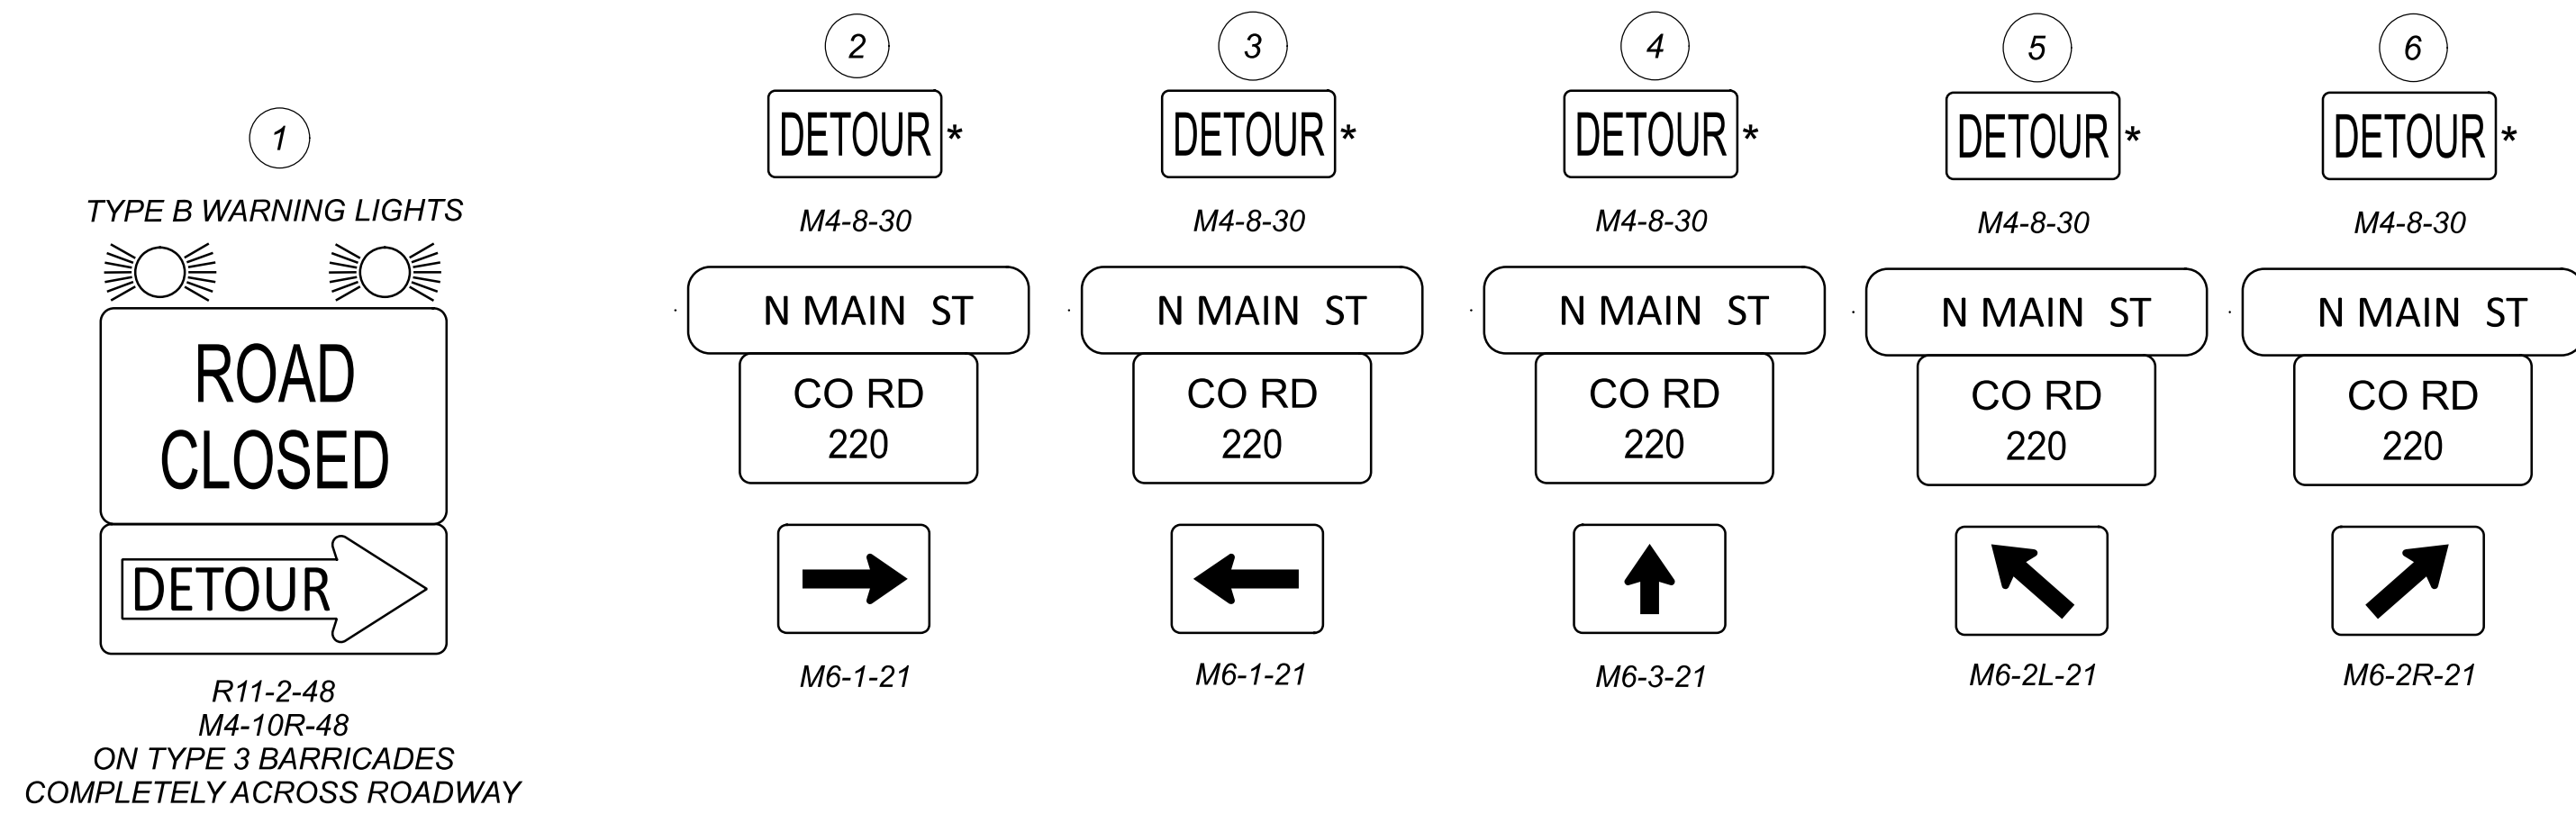 1
TYPE B WARNING LIGHTS
ROAD
CLOSED
DETOUR
R11-2-48
M4-10R-48
ON TYPE 3 BARRICADES
COMPLETELY ACROSS ROADWAY
2
DETOUR *
M4-8-30
N MAIN ST
CO RD
220
M6-1-21
3
DETOUR *
M4-8-30
N MAIN ST
CO RD
220
M6-1-21
4
DETOUR *
M4-8-30
N MAIN ST
CO RD
220
M6-3-21
5
DETOUR *
M4-8-30
N MAIN ST
CO RD
220
M6-2L-21
6
DETOUR *
M4-8-30
N MAIN ST
CO RD
220
M6-2R-21